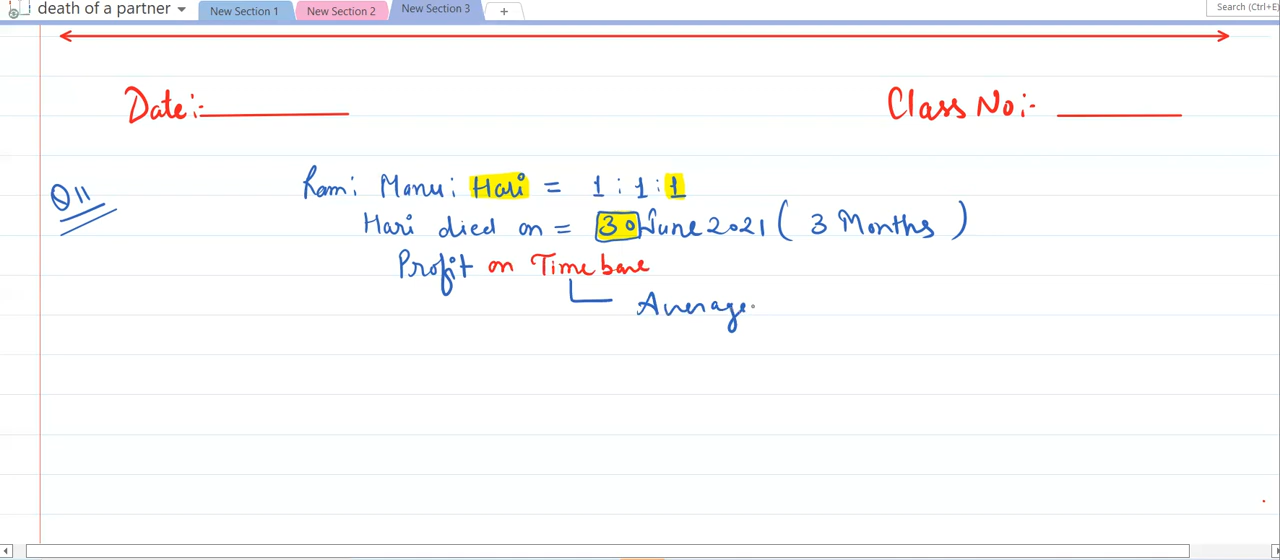 death of a partner New Section 1 New Section 2 New Section 3 + Search (Ctrl+E)
Date:- Class No:-
Q11 Ram: Manu: Hari = 1 : 1 : 1
Hari died on = 30 June 2021 ( 3 Months )
Profit on Time base
Average